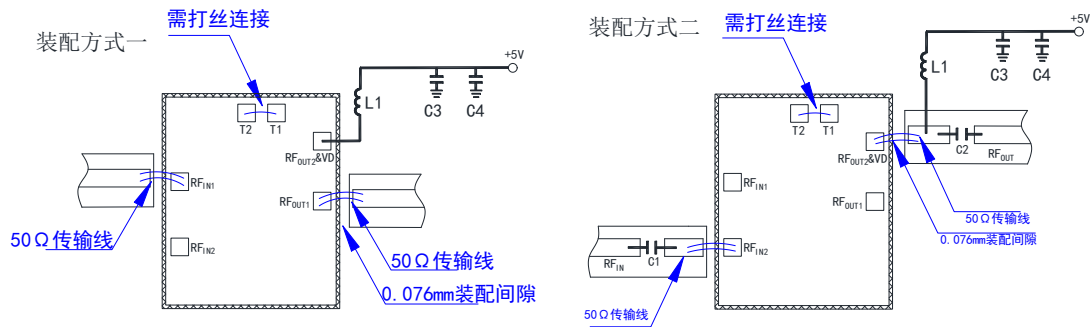 装配方式一
需打丝连接
+5V
L1
C3
C4
T2
T1
RFOUT2&VD
RFIN1
RFOUT1
RFIN2
50Ω传输线
50Ω传输线
0.076mm装配间隙
装配方式二
需打丝连接
+5V
L1
C3
C4
T2
T1
RFOUT2&VD
C2
RFOUT
RFIN1
RFOUT1
50Ω传输线
0.076mm装配间隙
RFIN
C1
RFIN2
50Ω传输线